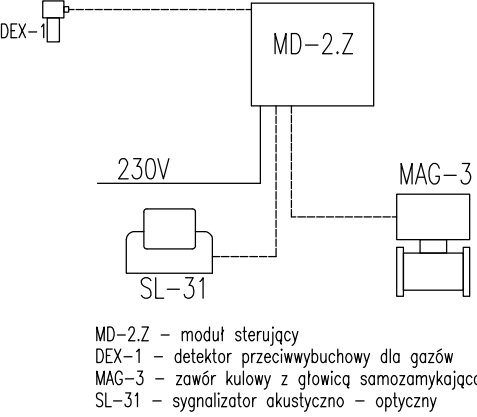 DEX-1
MD-2.Z
230V
MAG-3
SL-31
MD-2.Z - moduł sterujący
DEX-1 - detektor przeciwwybuchowy dla gazów
MAG-3 - zawór kulowy z głowicą samozamykając
SL-31 - sygnalizator akustyczno - optyczny